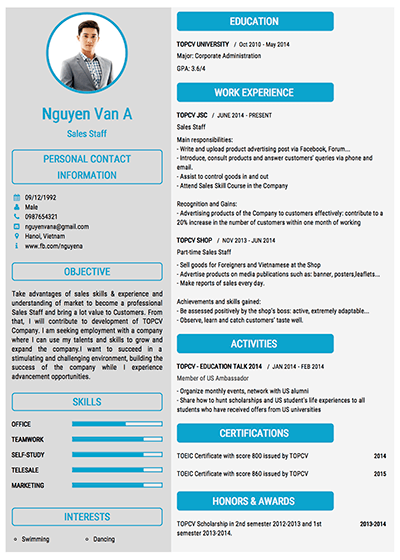 Nguyen Van A
Sales Staff
PERSONAL CONTACT
INFORMATION
09/12/1992
Male
0987654321
nguyenvana@gmail.com
Hanoi, Vietnam
www.fb.com/nguyena
OBJECTIVE
Take advantages of sales skills & experience and
understanding of market to become a professional
Sales Staff and bring a lot value to Customers. From
that, I will contribute to development of TOPCV
Company. I am seeking employment with a company
where I can use my talents and skills to grow and
expand the company.I want to succeed in a
stimulating and challenging environment, building the
success of the company while I experience
advancement opportunities.
SKILLS
OFFICE
TEAMWORK
SELF-STUDY
TELESALE
MARKETING
INTERESTS
Swimming
Dancing
EDUCATION
TOPCV UNIVERSITY / Oct 2010 - May 2014
Major: Corporate Administration
GPA: 3.6/4
WORK EXPERIENCE
TOPCV JSC / JUNE 2014 - PRESENT
Sales Staff
Main responsibilities:
- Write and upload product advertising post via Facebook, Forum...
- Introduce, consult products and answer customers' queries via phone and
email.
- Assist to control goods in and out
- Attend Sales Skill Course in the Company
Recognition and Gains:
- Advertising products of the Company to customers effectively: contribute to a
20% increase in the number of customers within one month of working
TOPCV SHOP / NOV 2013 - JUN 2014
Part-time Sales Staff
- Sell goods for Foreigners and Vietnamese at the Shop
- Advertise products on media publications such as: banner, posters,leaflets...
- Make reports of sales every day.
Achievements and skills gained:
- Be assessed positively by the shop's boss: active, extremely adaptable...
- Observe, learn and catch customers' taste well.
ACTIVITIES
TOPCV - EDUCATION TALK 2014 / JAN 2014 - FEB 2014
Member of US Ambassador
- Organize monthly events, network with US alumni
- Share how to hunt scholarships and US student's life experiences to all
students who have received offers from US universities
CERTIFICATIONS
TOEIC Certificate with score 800 issued by TOPCV 2014
TOEIC Certificate with score 860 issued by TOPCV 2015
HONORS & AWARDS
TOPCV Scholarship in 2nd semester 2012-2013 and 1st 2013-2014
semester 2013-2014.